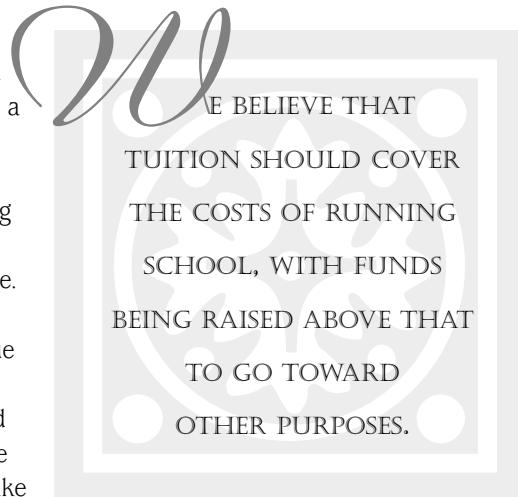 We believe that
tuition should cover
the costs of running
school, with funds
being raised above that
to go toward
other purposes.
a